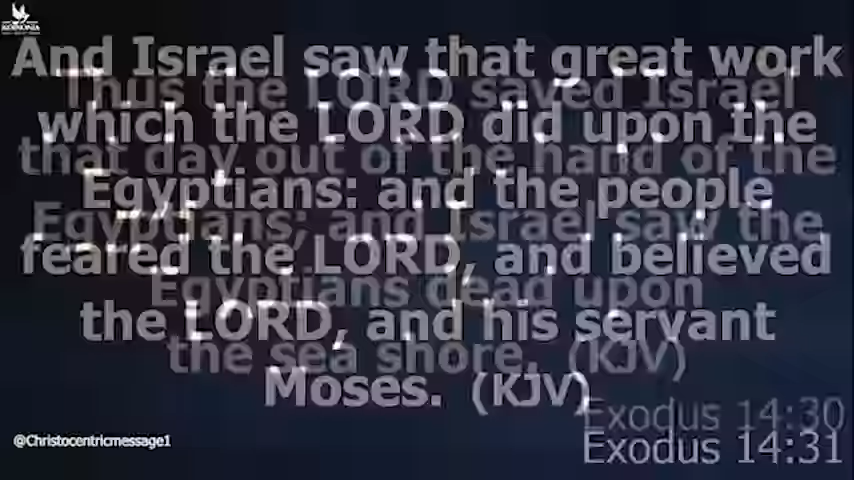 KOINONIA
And Israel saw that great work
Thus the LORD saved Israel
which the LORD did upon the
that day out of the hand of the
Egyptians: and the people
Egyptians; and Israel saw the
feared the LORD, and believed
Egyptians dead upon
the LORD, and his servant
the sea shore. (KJV)
Moses. (KJV)
Exodus 14:30
Exodus 14:31
@Christocentricmessage1